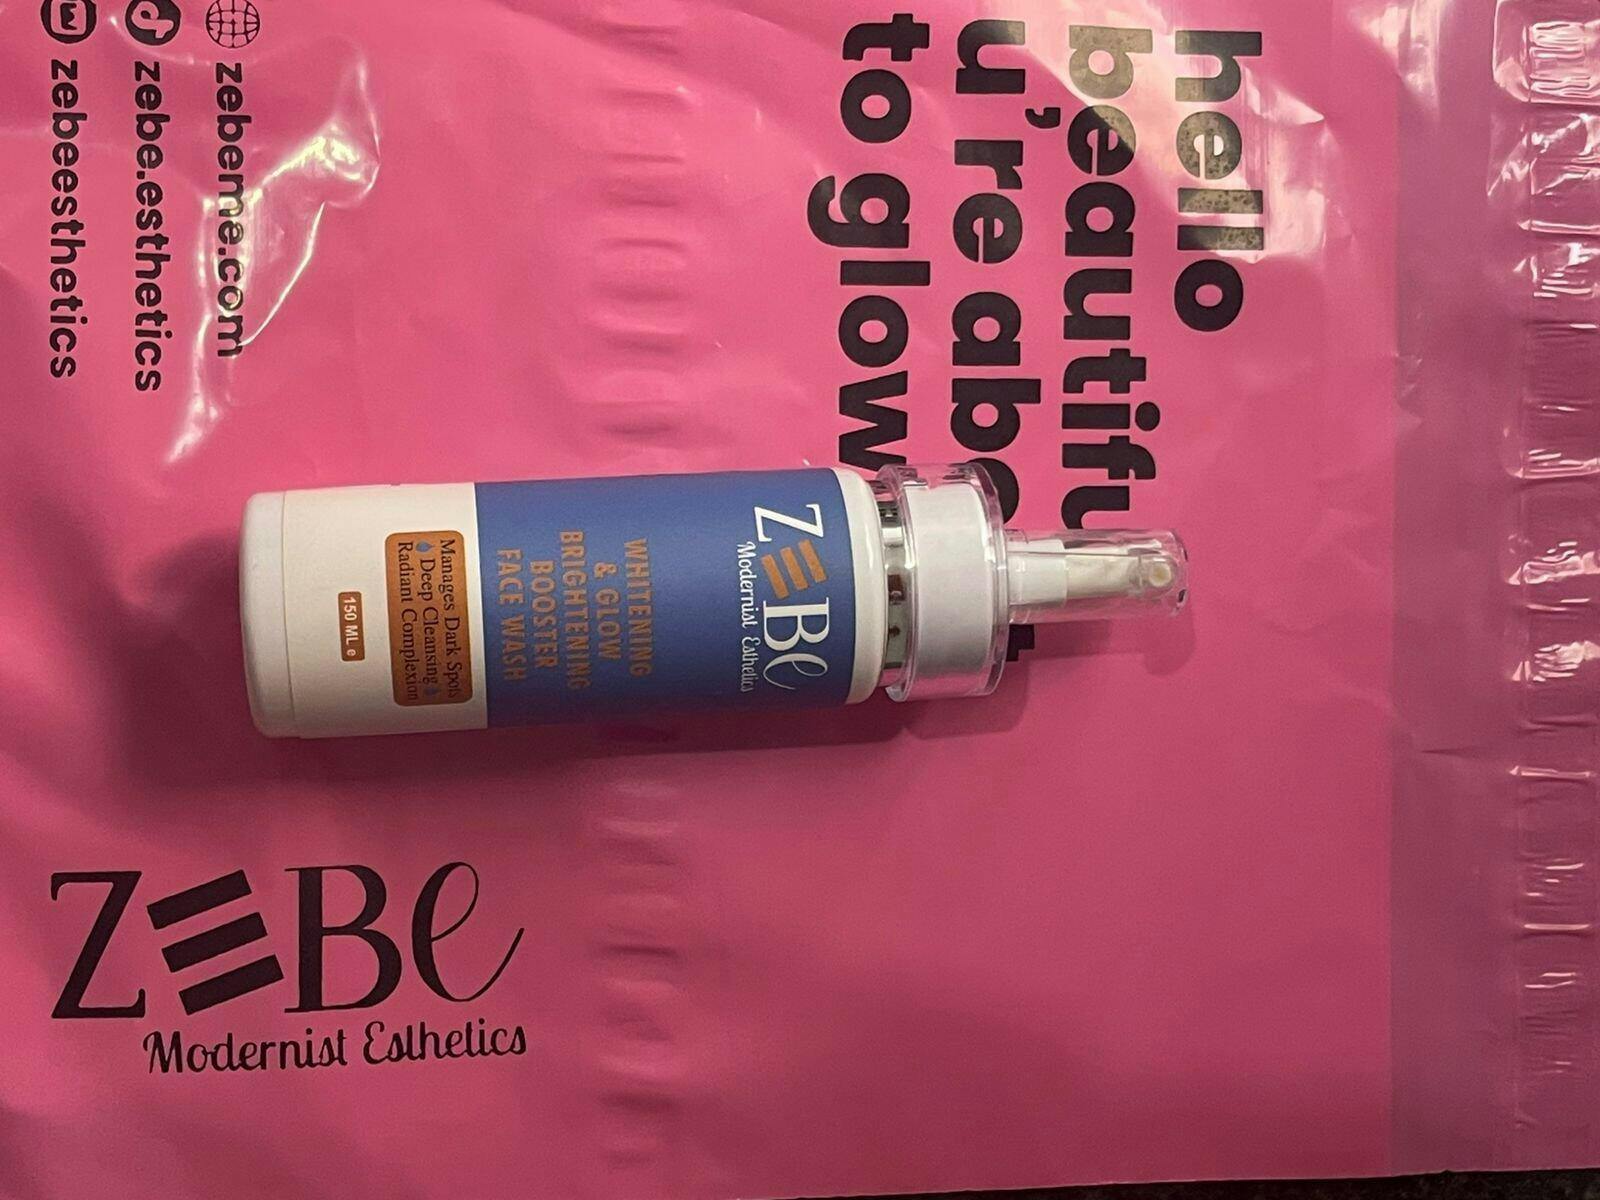 hello
beautiful
u're abo
to glow
zebeme.com
zebe.esthetics
zebeesthetics
ZEBe
Modernist Esthetics
WHITENING
& GLOW
BRIGHTENING
BOOSTER
FACE WASH
Manages Dark Spots
Deep Cleansing
Radiant Complexion
150 ML e
ZEBe
Modernist Esthetics